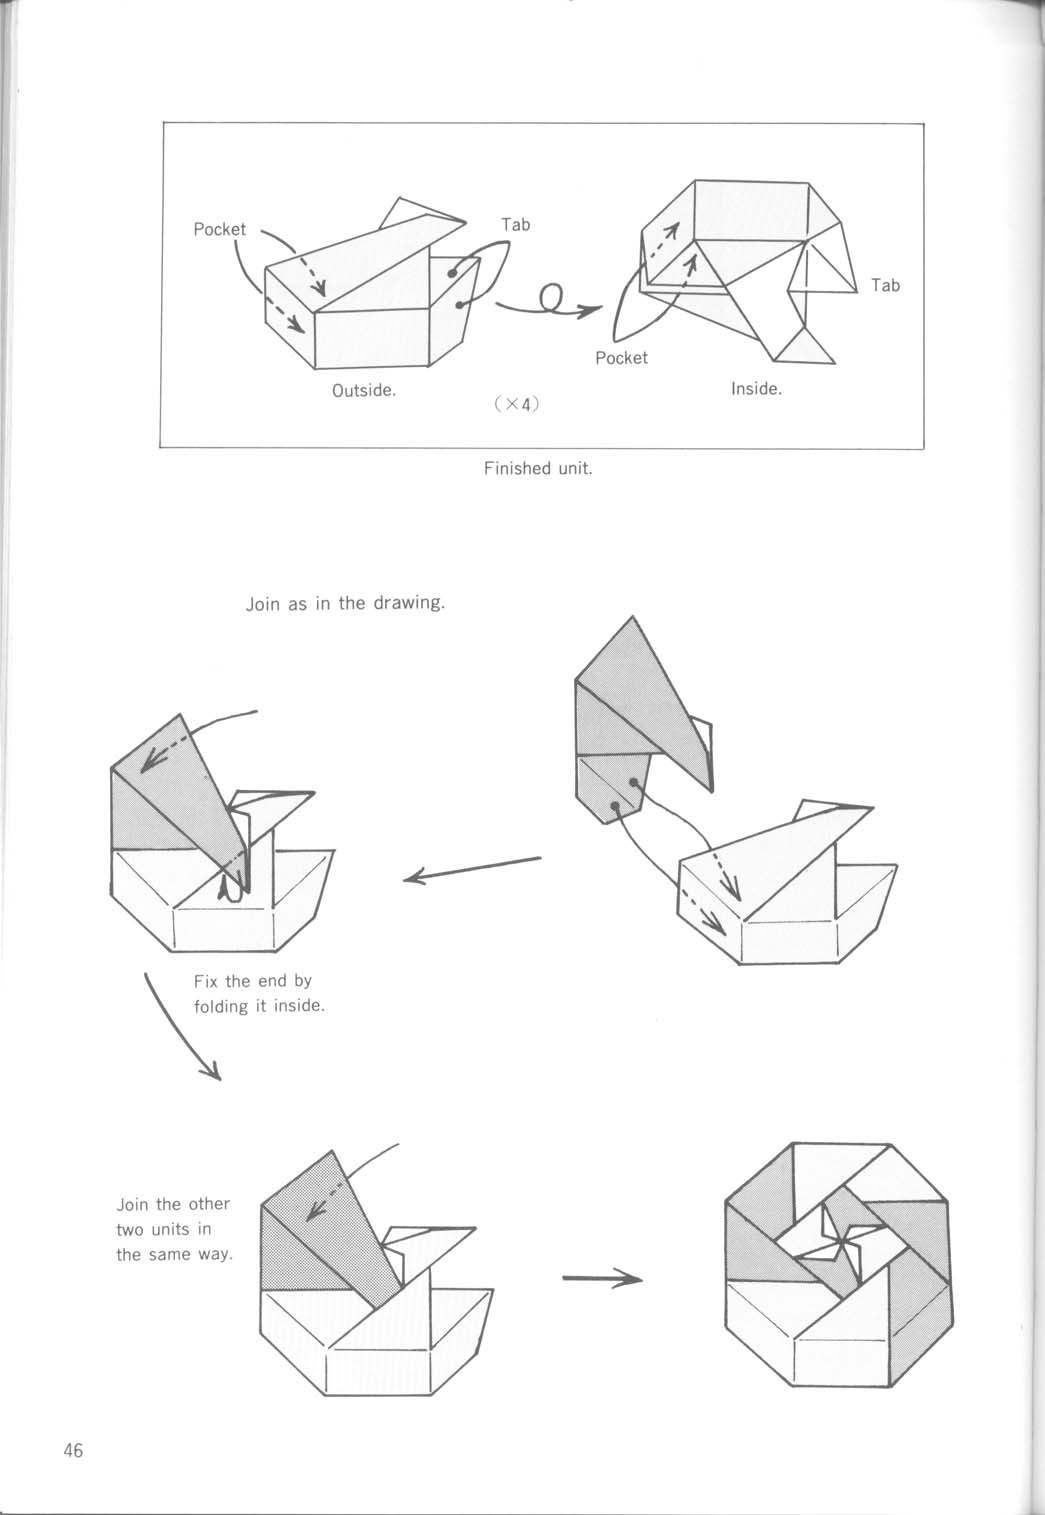 Pocket
Tab
Tab
Pocket
Outside.
Inside.
(×4)
Finished unit.
Join as in the drawing.
Fix the end by
folding it inside.
Join the other
two units in
the same way.
46